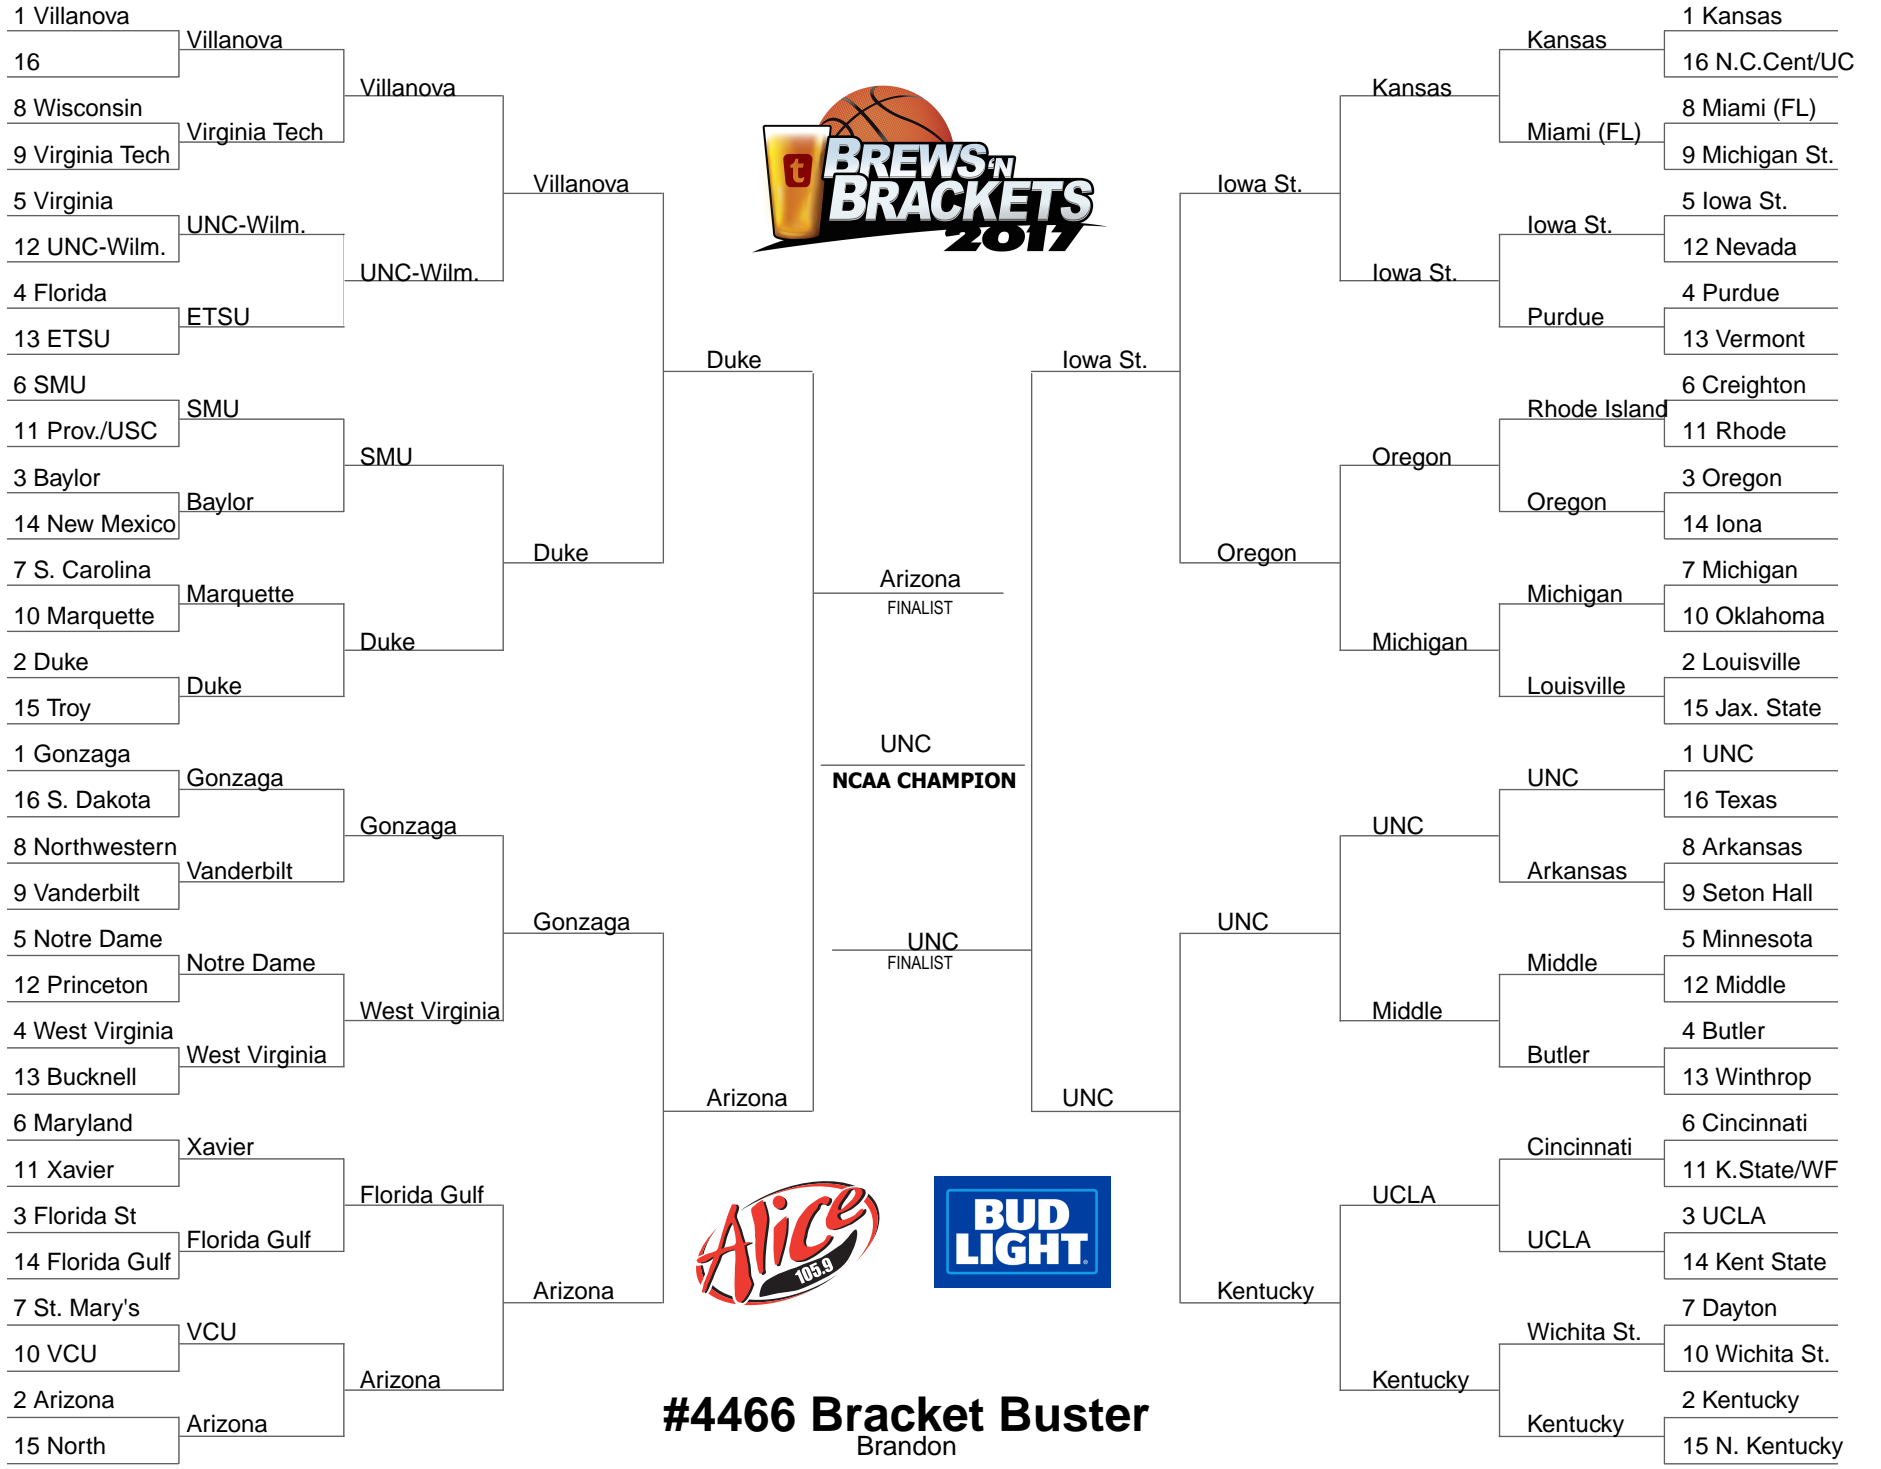 1 Villanova
16
8 Wisconsin
9 Virginia Tech
5 Virginia
12 UNC-Wilm.
4 Florida
13 ETSU
6 SMU
11 Prov./USC
3 Baylor
14 New Mexico
7 S. Carolina
10 Marquette
2 Duke
15 Troy
1 Gonzaga
16 S. Dakota
8 Northwestern
9 Vanderbilt
5 Notre Dame
12 Princeton
4 West Virginia
13 Bucknell
6 Maryland
11 Xavier
3 Florida St
14 Florida Gulf
7 St. Mary's
10 VCU
2 Arizona
15 North
Villanova
Virginia Tech
UNC-Wilm.
ETSU
SMU
Baylor
Marquette
Duke
Gonzaga
Vanderbilt
Notre Dame
West Virginia
Xavier
Florida Gulf
VCU
Arizona
Villanova
UNC-Wilm.
SMU
Duke
Gonzaga
West Virginia
Florida Gulf
Arizona
Villanova
Duke
Gonzaga
Arizona
Duke
Arizona
t
BREWS 'N
BRACKETS
2017
Arizona
FINALIST
UNC
NCAA CHAMPION
UNC
FINALIST
Alice
105.9
BUD
LIGHT
#4466 Bracket Buster
Brandon
Iowa St.
UNC
Iowa St.
Oregon
UNC
Kentucky
Kansas
Iowa St.
Oregon
Michigan
UNC
Middle
UCLA
Kentucky
Kansas
Miami (FL)
Iowa St.
Purdue
Rhode Island
Oregon
Michigan
Louisville
UNC
Arkansas
Middle
Butler
Cincinnati
UCLA
Wichita St.
Kentucky
1 Kansas
16 N.C.Cent/UC
8 Miami (FL)
9 Michigan St.
5 Iowa St.
12 Nevada
4 Purdue
13 Vermont
6 Creighton
11 Rhode
3 Oregon
14 Iona
7 Michigan
10 Oklahoma
2 Louisville
15 Jax. State
1 UNC
16 Texas
8 Arkansas
9 Seton Hall
5 Minnesota
12 Middle
4 Butler
13 Winthrop
6 Cincinnati
11 K.State/WF
3 UCLA
14 Kent State
7 Dayton
10 Wichita St.
2 Kentucky
15 N. Kentucky